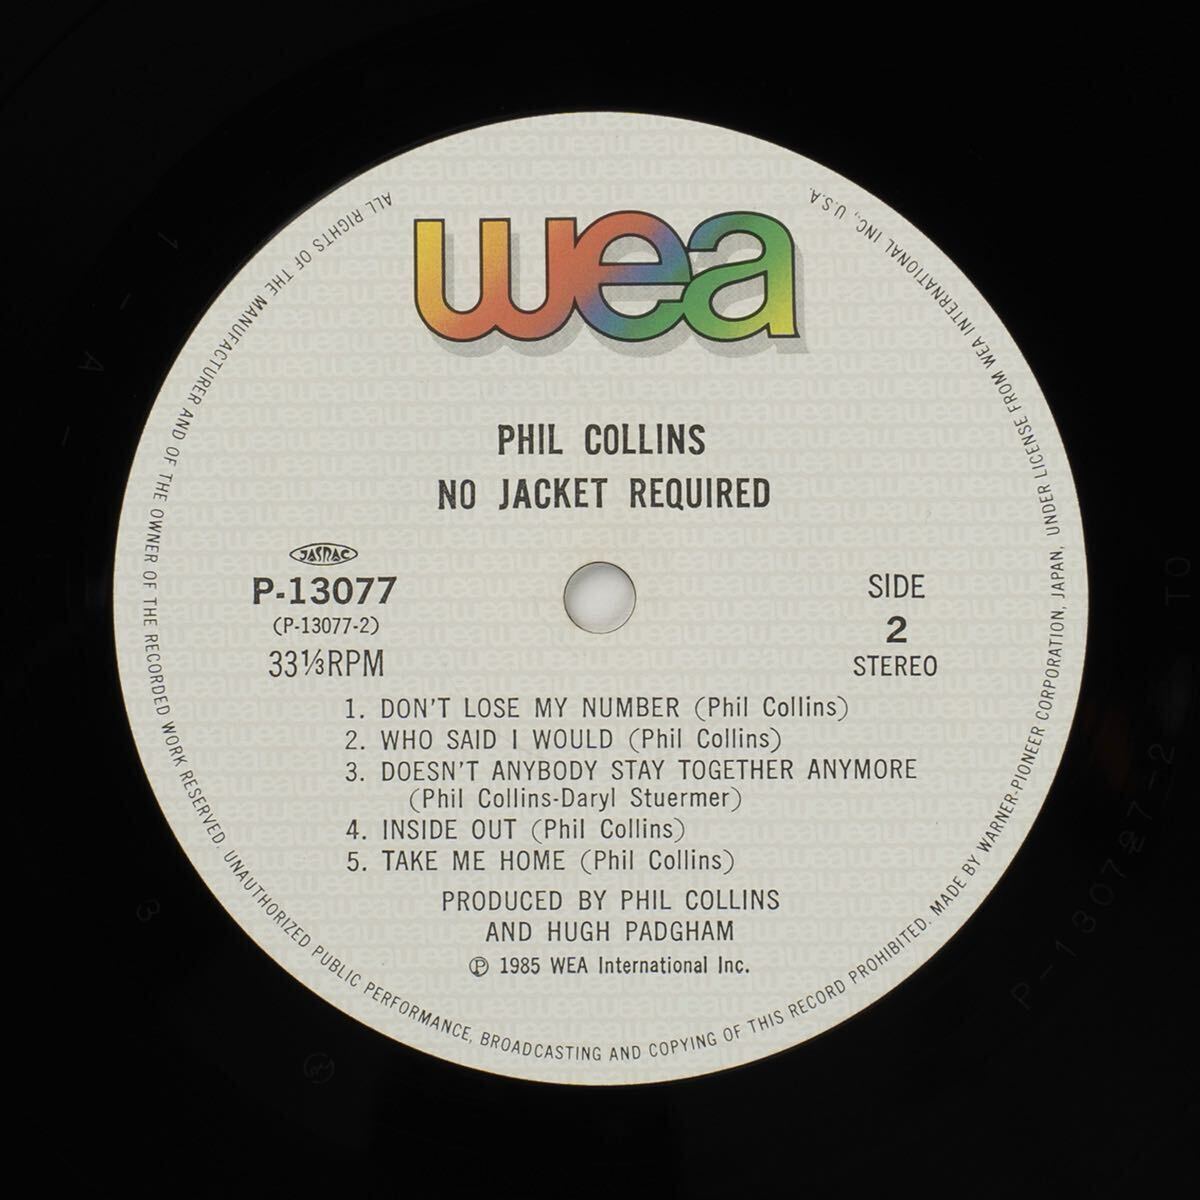 wea
PHIL COLLINS
NO JACKET REQUIRED
JASRAC
P-13077
(P-13077-2)
33⅓RPM
SIDE
2
STEREO
1. DON'T LOSE MY NUMBER (Phil Collins)
2. WHO SAID I WOULD (Phil Collins)
3. DOESN'T ANYBODY STAY TOGETHER ANYMORE
(Phil Collins-Daryl Stuermer)
4. INSIDE OUT (Phil Collins)
5. TAKE ME HOME (Phil Collins)
PRODUCED BY PHIL COLLINS
AND HUGH PADGHAM
Ⓟ 1985 WEA International Inc.
ALL RIGHTS OF THE MANUFACTURER AND OF THE OWNER OF THE RECORDED WORK RESERVED. UNAUTHORIZED PUBLIC PERFORMANCE, BROADCASTING AND COPYING OF THIS RECORD PROHIBITED. MADE BY WARNER-PIONEER CORPORATION, JAPAN, UNDER LICENSE FROM WEA INTERNATIONAL INC., U.S.A.